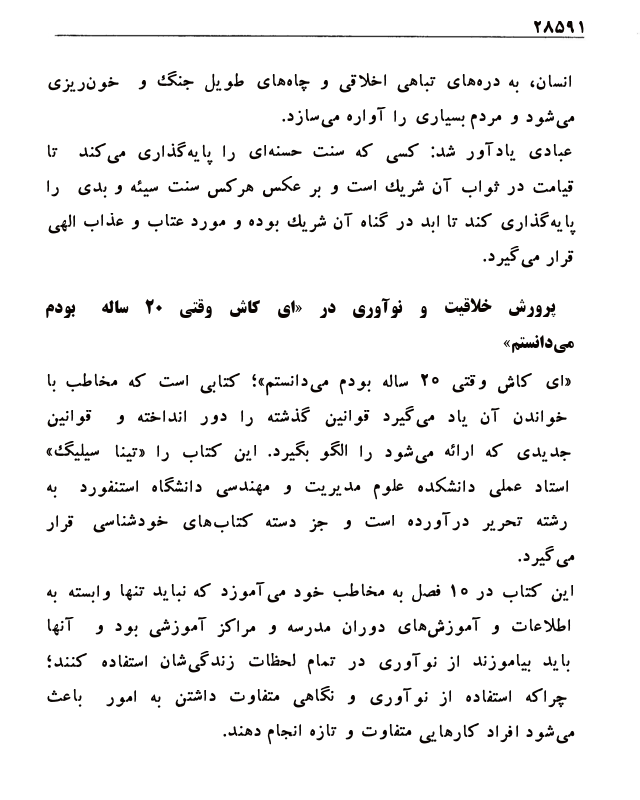 ۲۸۵۹۱
انسان، به دره‌های تباهی اخلاقی و چاه‌های طویل جنگ و خون‌ریزی
می‌شود و مردم بسیاری را آواره می‌سازد.
عبادی یادآور شد: کسی که سنت حسنه‌ای را پایه‌گذاری می‌کند تا
قیامت در ثواب آن شریك است و بر عکس هرکس سنت سیئه و بدی را
پایه‌گذاری کند تا ابد در گناه آن شریك بوده و مورد عتاب و عذاب الهی
قرار می‌گیرد.
پرورش خلاقیت و نوآوری در «ای کاش وقتی ۲۰ ساله بودم
می‌دانستم»
«ای کاش وقتی ۲۰ ساله بودم می‌دانستم»؛ کتابی است که مخاطب با
خواندن آن یاد می‌گیرد قوانین گذشته را دور انداخته و قوانین
جدیدی که ارائه می‌شود را الگو بگیرد. این کتاب را «تینا سیلیگ»
استاد عملی دانشکده علوم مدیریت و مهندسی دانشگاه استنفورد به
رشته تحریر درآورده است و جز دسته کتاب‌های خودشناسی قرار
می‌گیرد.
این کتاب در ۱۰ فصل به مخاطب خود می‌آموزد که نباید تنها وابسته به
اطلاعات و آموزش‌های دوران مدرسه و مراکز آموزشی بود و آنها
باید بیاموزند از نوآوری در تمام لحظات زندگی‌شان استفاده کنند؛
چراکه استفاده از نوآوری و نگاهی متفاوت داشتن به امور باعث
می‌شود افراد کارهایی متفاوت و تازه انجام دهند.